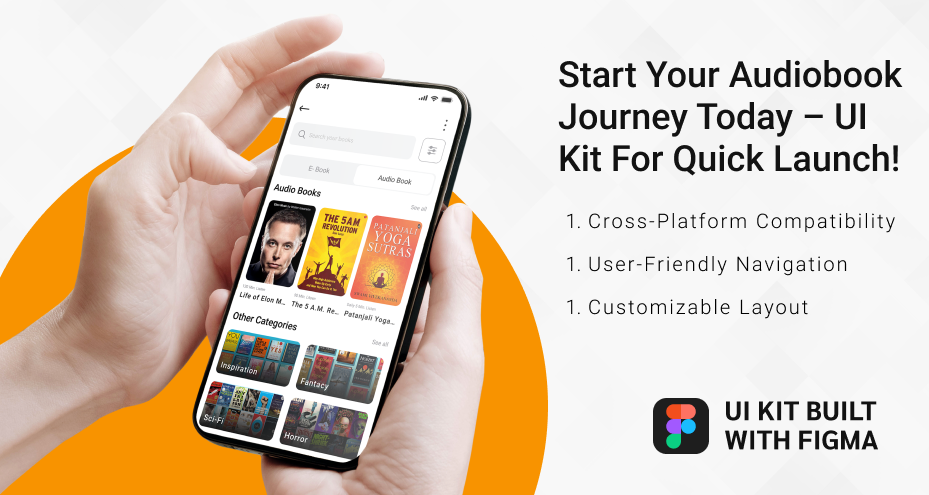 Start Your Audiobook
Journey Today – UI
Kit For Quick Launch!
1. Cross-Platform Compatibility
1. User-Friendly Navigation
1. Customizable Layout
UI KIT BUILT
WITH FIGMA
9:41
Search your books
E- Book
Audio Book
Audio Books
See all
THE 5 AM
REVOLUTION
PATANJALI
YOGA
SUTRAS
Life of Elon M..
The 5 A.M. Re...
Patanjali Yoga...
Other Categories
See all
Inspiration
Fantacy
Sci-Fi
Horror